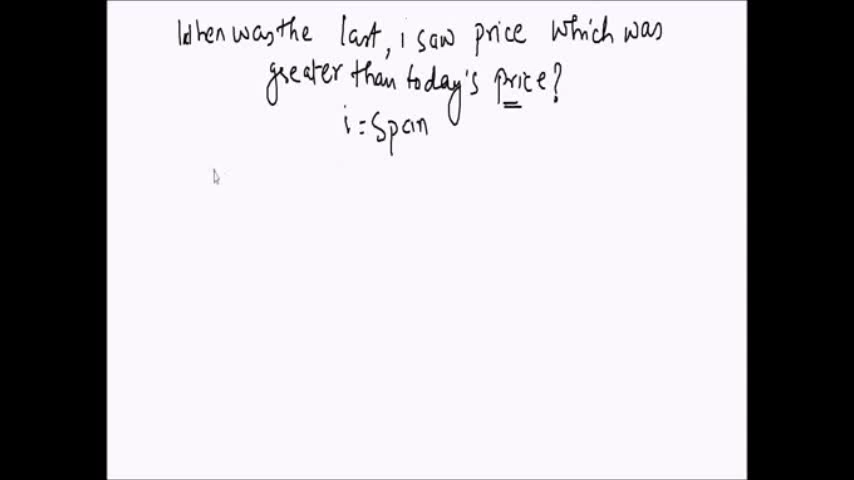 When was the last, i saw price which was
greater than today's price?
i = Span